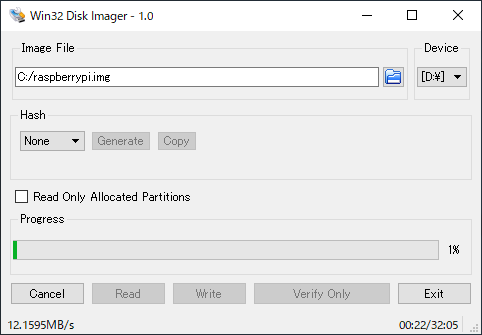 Win32 Disk Imager - 1.0
Image File
Device
C:/raspberrypi.img
[D:¥]
Hash
None
Generate
Copy
Read Only Allocated Partitions
Progress
1%
Cancel
Read
Write
Verify Only
Exit
12.1595MB/s
00:22/32:05